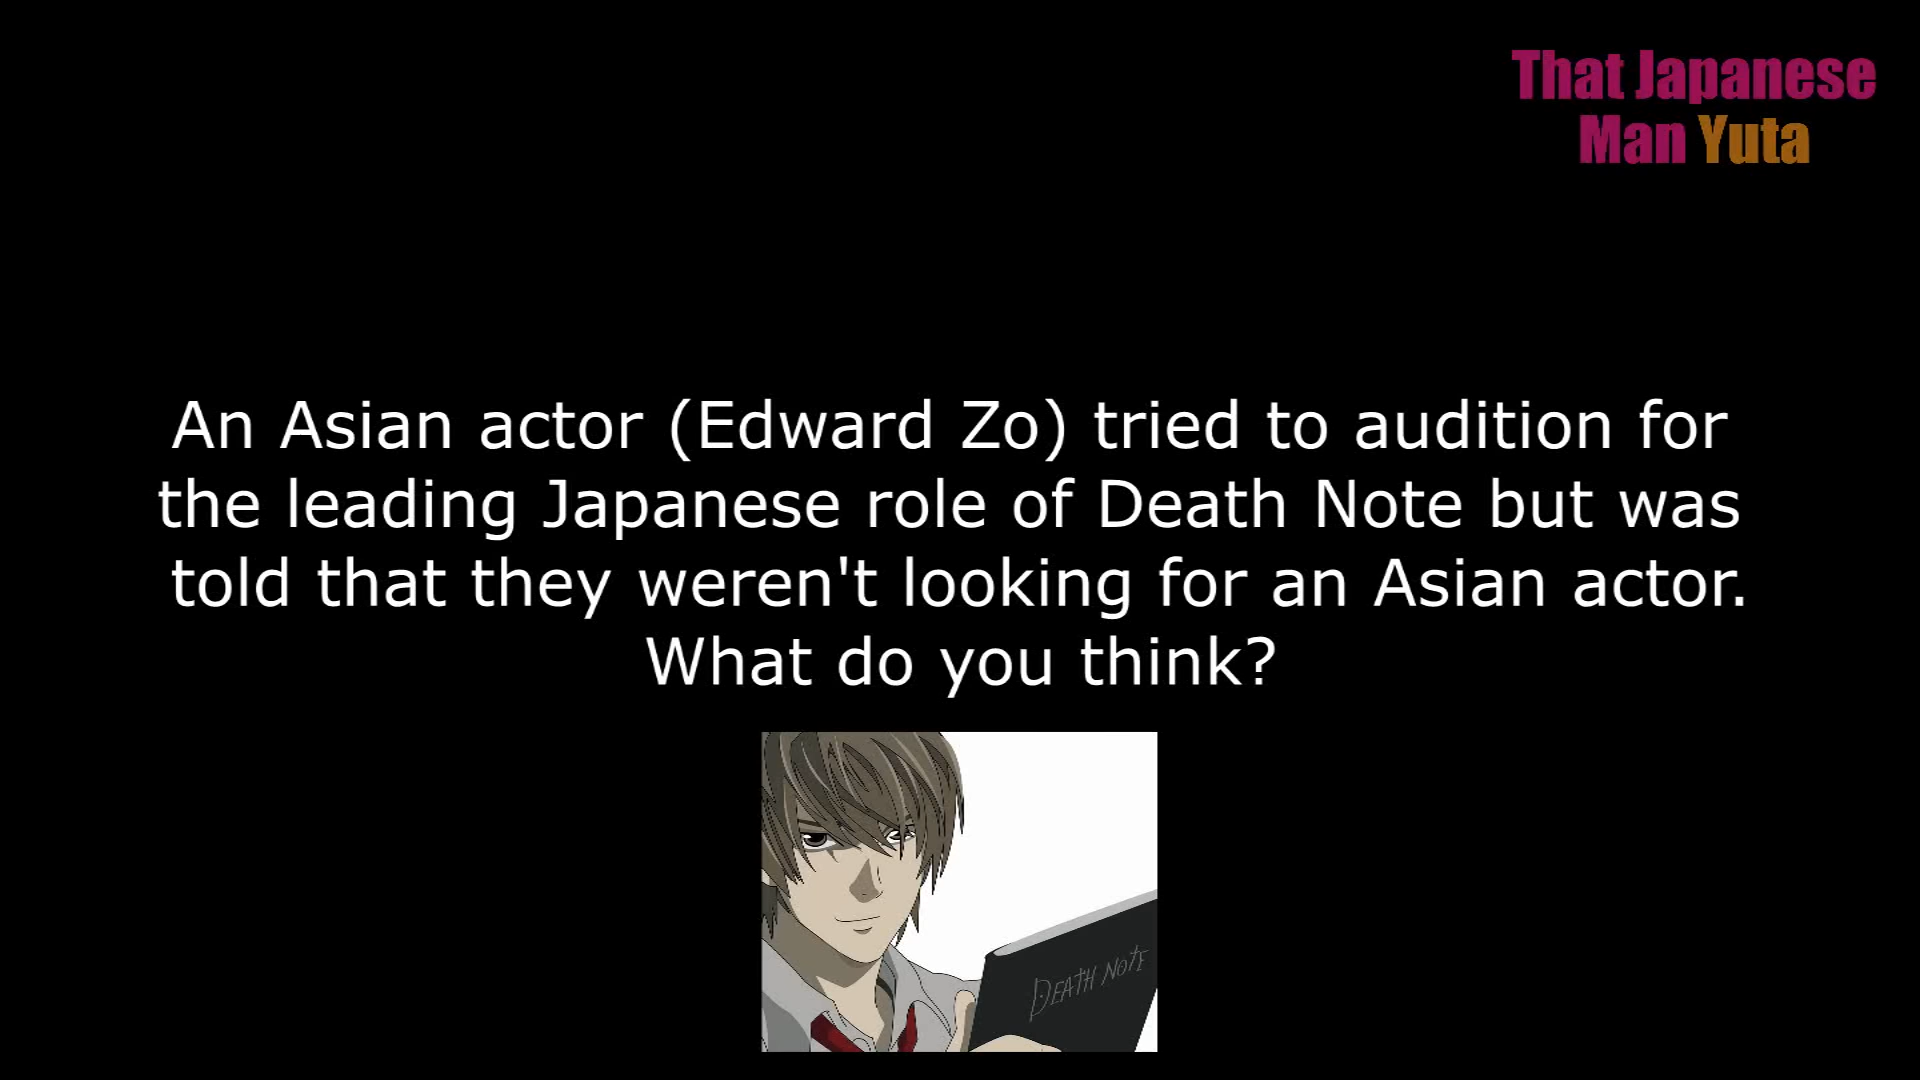 That Japanese
Man Yuta
An Asian actor (Edward Zo) tried to audition for
the leading Japanese role of Death Note but was
told that they weren't looking for an Asian actor.
What do you think?
DEATH NOTE